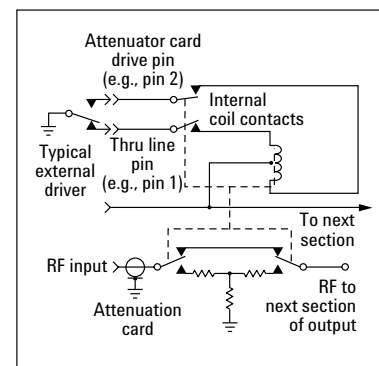 Attenuator card
drive pin
(e.g., pin 2)
Internal
coil contacts
Typical
external
driver
Thru line
pin
(e.g., pin 1)
To next
section
RF input
Attenuation
card
RF to
next section
of output